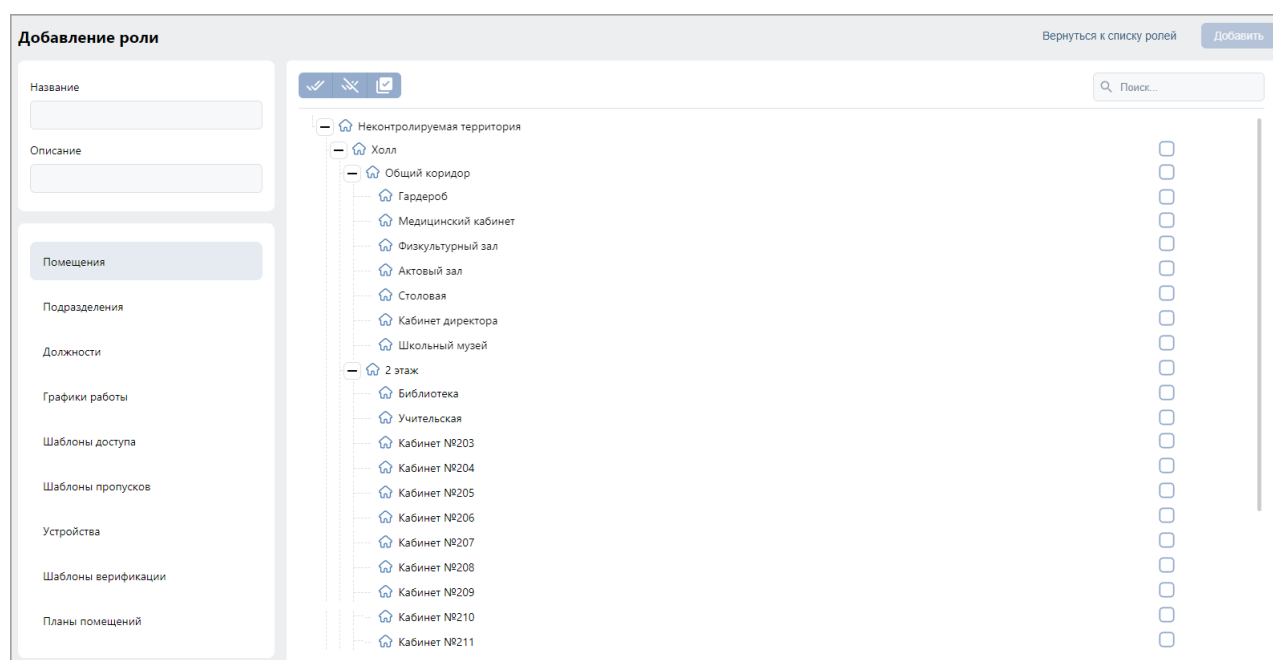 Добавление роли
Вернуться к списку ролей
Добавить
Название
Описание
Помещения
Подразделения
Должности
Графики работы
Шаблоны доступа
Шаблоны пропусков
Устройства
Шаблоны верификации
Планы помещений
Поиск...
Неконтролируемая территория
Холл
Общий коридор
Гардероб
Медицинский кабинет
Физкультурный зал
Актовый зал
Столовая
Кабинет директора
Школьный музей
2 этаж
Библиотека
Учительская
Кабинет №203
Кабинет №204
Кабинет №205
Кабинет №206
Кабинет №207
Кабинет №208
Кабинет №209
Кабинет №210
Кабинет №211